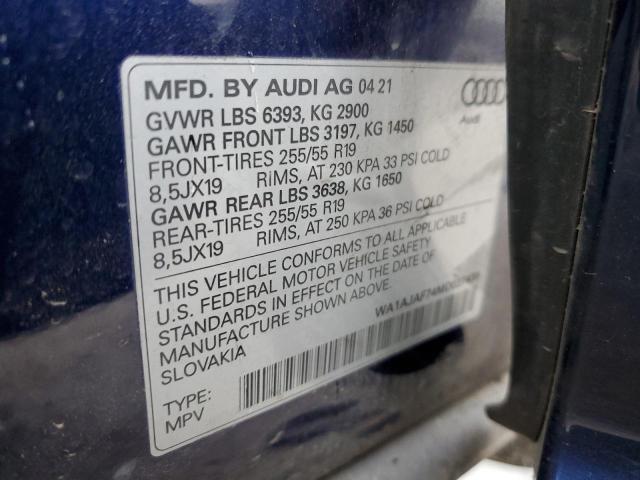 MFD. BY AUDI AG 04 21
GVWR LBS 6393, KG 2900
GAWR FRONT LBS 3197, KG 1450
FRONT-TIRES 255/55 R19
8,5JX19 RIMS, AT 230 KPA 33 PSI COLD
GAWR REAR LBS 3638, KG 1650
REAR-TIRES 255/55 R19
8,5JX19 RIMS, AT 250 KPA 36 PSI COLD
THIS VEHICLE CONFORMS TO ALL APPLICABLE
U.S. FEDERAL MOTOR VEHICLE SAFETY
STANDARDS IN EFFECT ON THE DATE OF
MANUFACTURE SHOWN ABOVE
SLOVAKIA
TYPE:
MPV
Audi